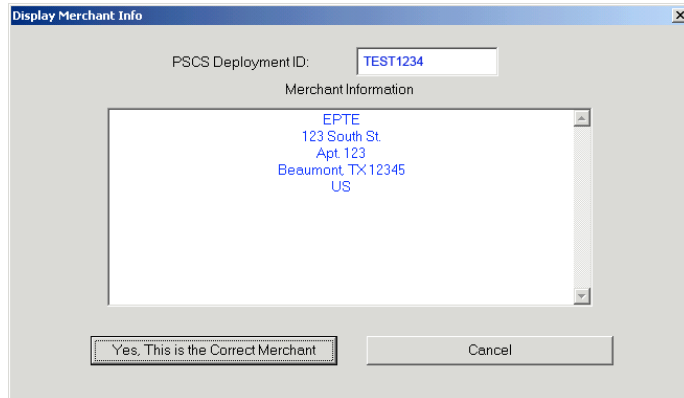 Display Merchant Info
PSCS Deployment ID: TEST1234
Merchant Information
EPTE
123 South St.
Apt. 123
Beaumont, TX 12345
US
Yes, This is the Correct Merchant Cancel